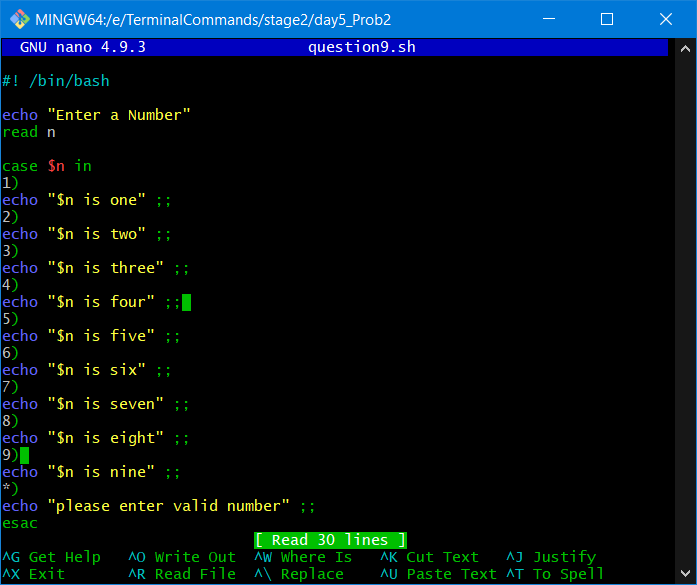 MINGW64:/e/TerminalCommands/stage2/day5_Prob2
GNU nano 4.9.3 question9.sh
#! /bin/bash
echo "Enter a Number"
read n
case $n in
1)
echo "$n is one" ;;
2)
echo "$n is two" ;;
3)
echo "$n is three" ;;
4)
echo "$n is four" ;;
5)
echo "$n is five" ;;
6)
echo "$n is six" ;;
7)
echo "$n is seven" ;;
8)
echo "$n is eight" ;;
9)
echo "$n is nine" ;;
*)
echo "please enter valid number" ;;
esac
[ Read 30 lines ]
^G Get Help ^O Write Out ^W Where Is ^K Cut Text ^J Justify
^X Exit ^R Read File ^\ Replace ^U Paste Text ^T To Spell